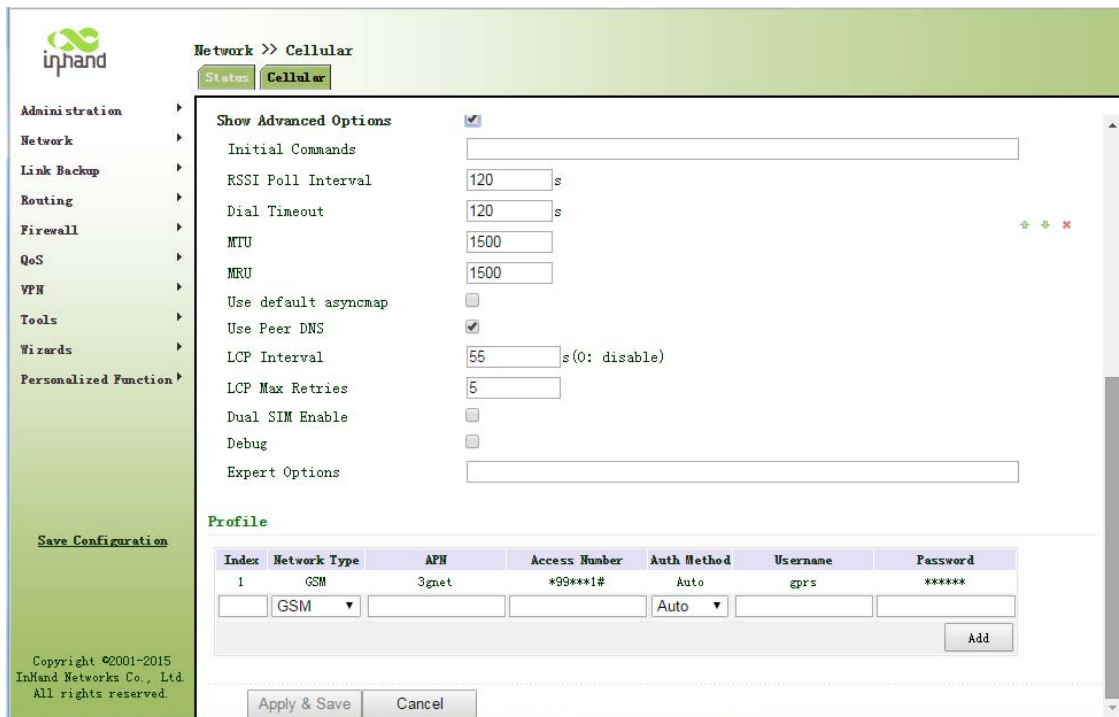 inhand
Network >> Cellular
Status Cellular
Administration
Network
Link Backup
Routing
Firewall
QoS
VPN
Tools
Wizards
Personalized Function
Save Configuration
Copyright ©2001-2015
InHand Networks Co., Ltd.
All rights reserved.
Show Advanced Options
Initial Commands
RSSI Poll Interval 120 s
Dial Timeout 120 s
MTU 1500
MRU 1500
Use default asyncmap
Use Peer DNS
LCP Interval 55 s(0: disable)
LCP Max Retries 5
Dual SIM Enable
Debug
Expert Options
Profile
Index Network Type APN Access Number Auth Method Username Password
1 GSM 3gnet *99***1# Auto gprs ******
GSM Auto
Add
Apply & Save Cancel